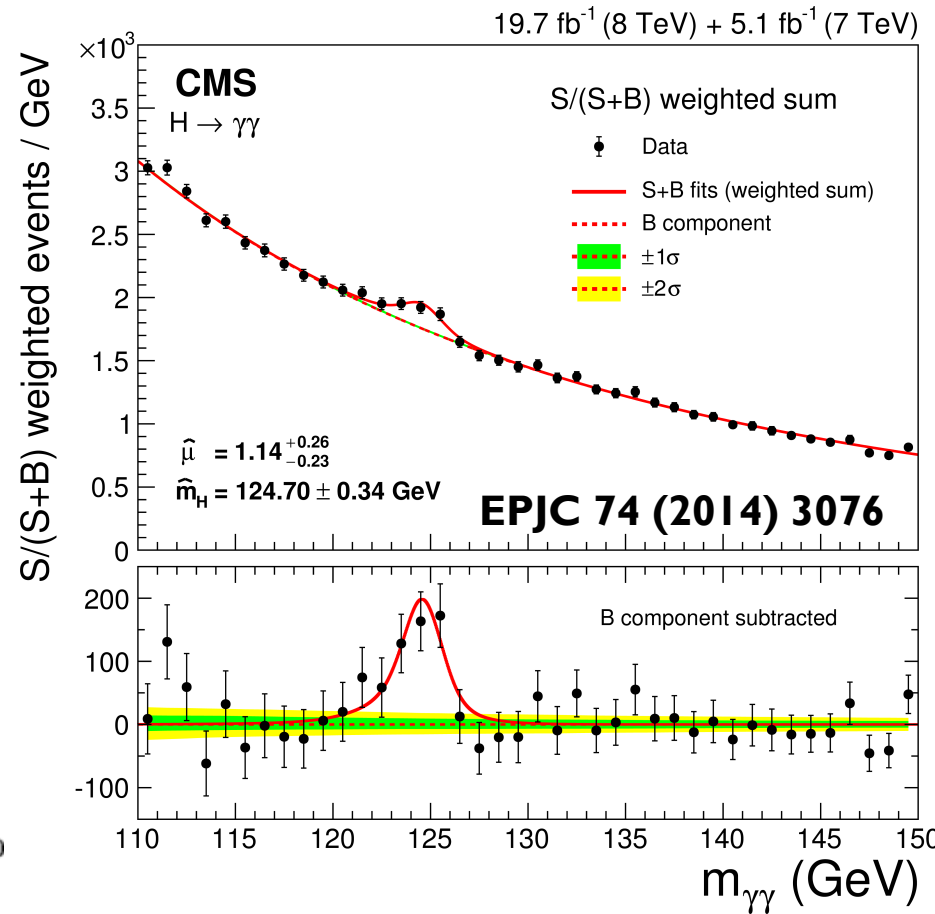 19.7 fb⁻¹ (8 TeV) + 5.1 fb⁻¹ (7 TeV)
×10³
S/(S+B) weighted events / GeV
CMS
H → γγ
S/(S+B) weighted sum
Data
S+B fits (weighted sum)
B component
±1σ
±2σ
3.5
3
2.5
2
1.5
1
0.5
0
μ̂ = 1.14 +0.26 −0.23
m̂H = 124.70 ± 0.34 GeV
EPJC 74 (2014) 3076
B component subtracted
200
100
0
-100
110 115 120 125 130 135 140 145 150
mγγ (GeV)